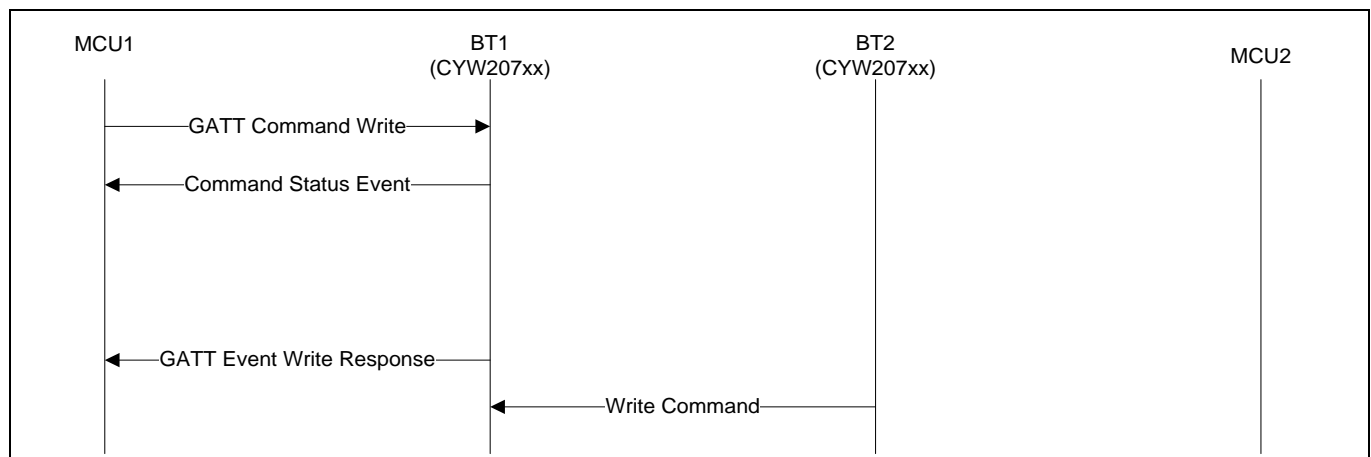 MCU1
BT1
(CYW207xx)
BT2
(CYW207xx)
MCU2
GATT Command Write
Command Status Event
GATT Event Write Response
Write Command